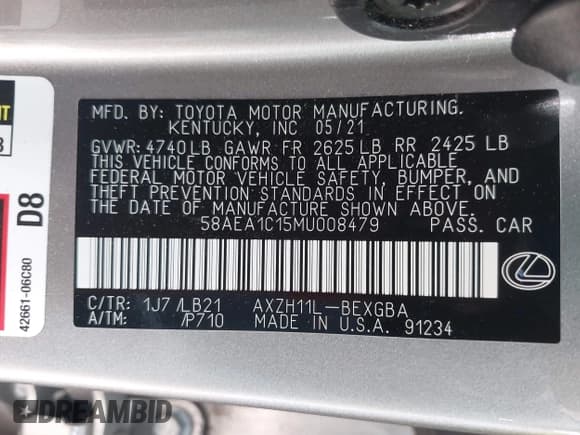 MFD. BY: TOYOTA MOTOR MANUFACTURING.
KENTUCKY, INC 05/21
GVWR: 4740LB GAWR FR 2625LB RR 2425 LB
THIS VEHICLE CONFORMS TO ALL APPLICABLE
FEDERAL MOTOR VEHICLE SAFETY, BUMPER, AND
THEFT PREVENTION STANDARDS IN EFFECT ON
THE DATE OF MANUFACTURE SHOWN ABOVE.
58AEA1C15MU008479 PASS. CAR
C/TR: 1J7 /LB21 AXZH11L-BEXGBA
A/TM: /P710 MADE IN U.S.A. 91234
D8
42661-06C80
DREAMBID